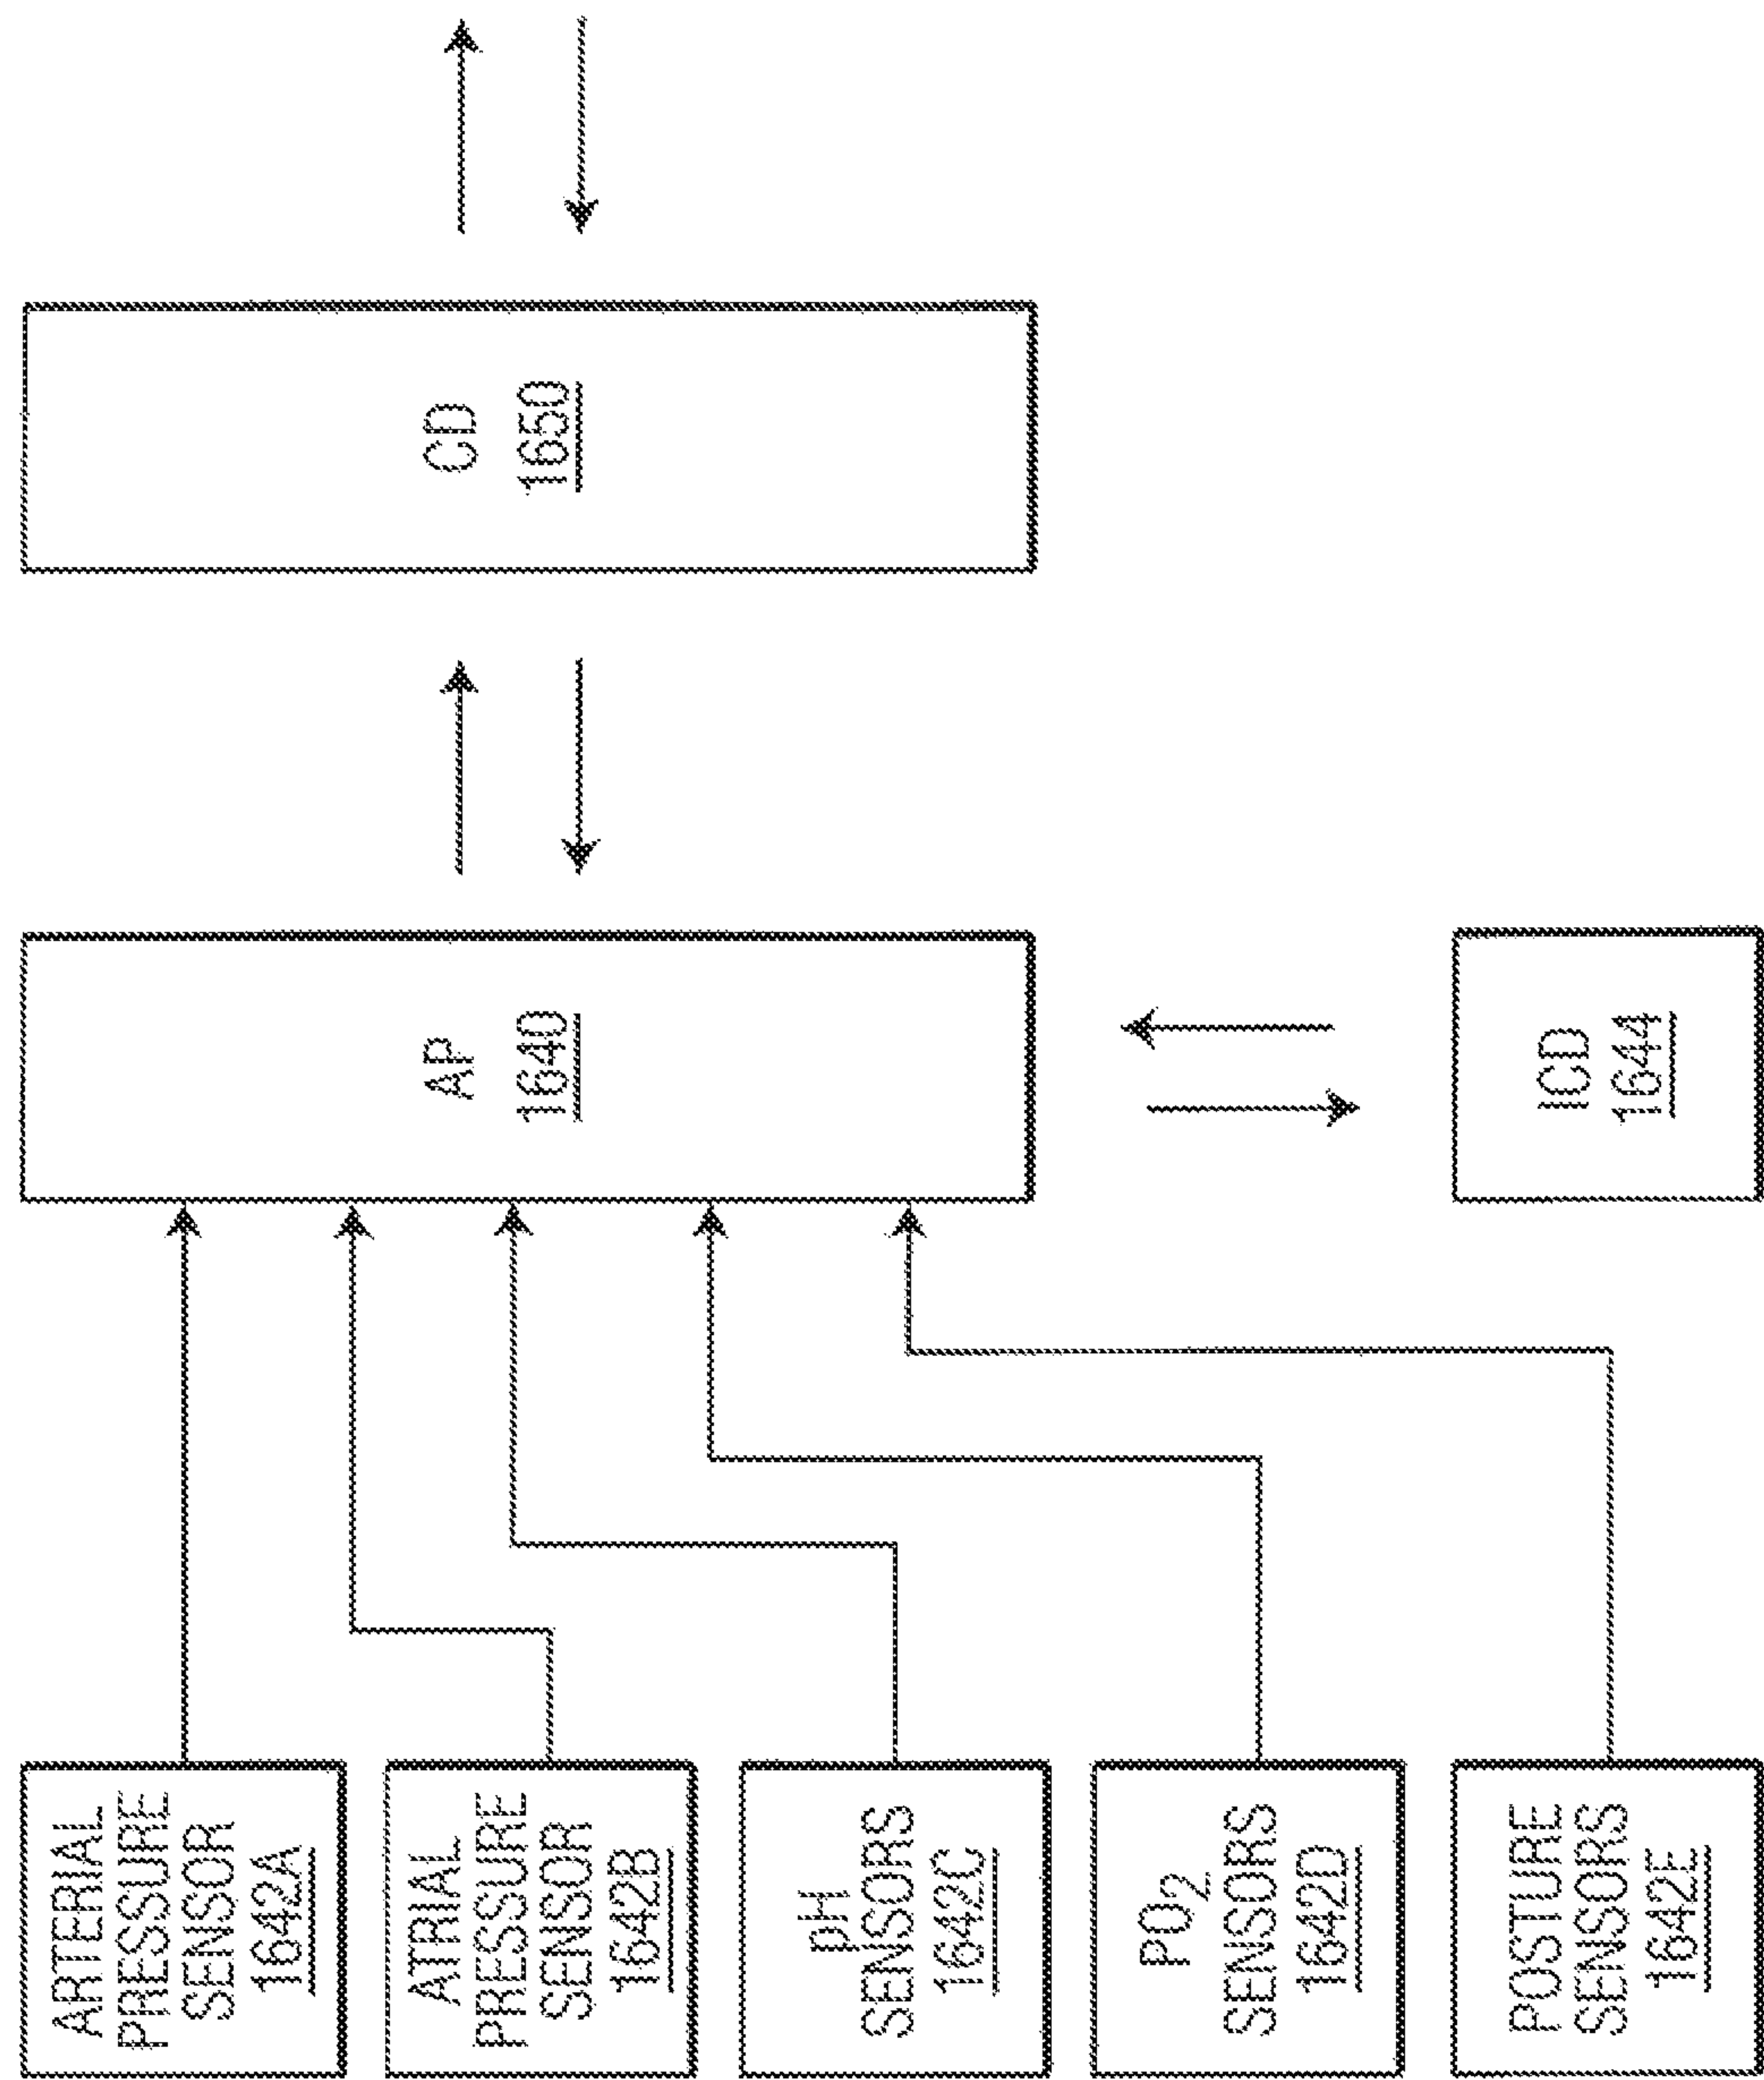 ARTERIAL
PRESSURE
SENSOR
1642A
ATRIAL
PRESSURE
SENSOR
1642B
pH
SENSORS
1642C
PO2
SENSORS
1642D
POSTURE
SENSORS
1642E
AP
1640
ICD
1644
CD
1650